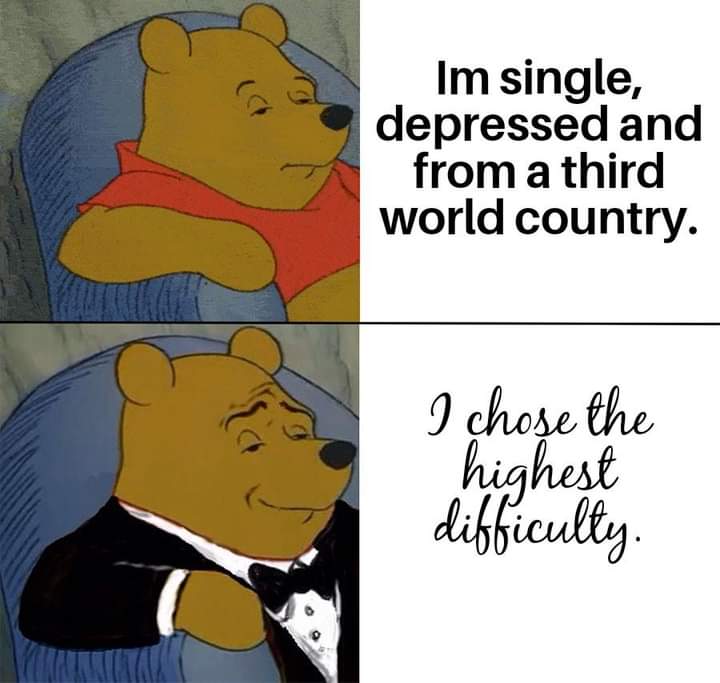 Im single,
depressed and
from a third
world country.
I chose the
highest
difficulty.